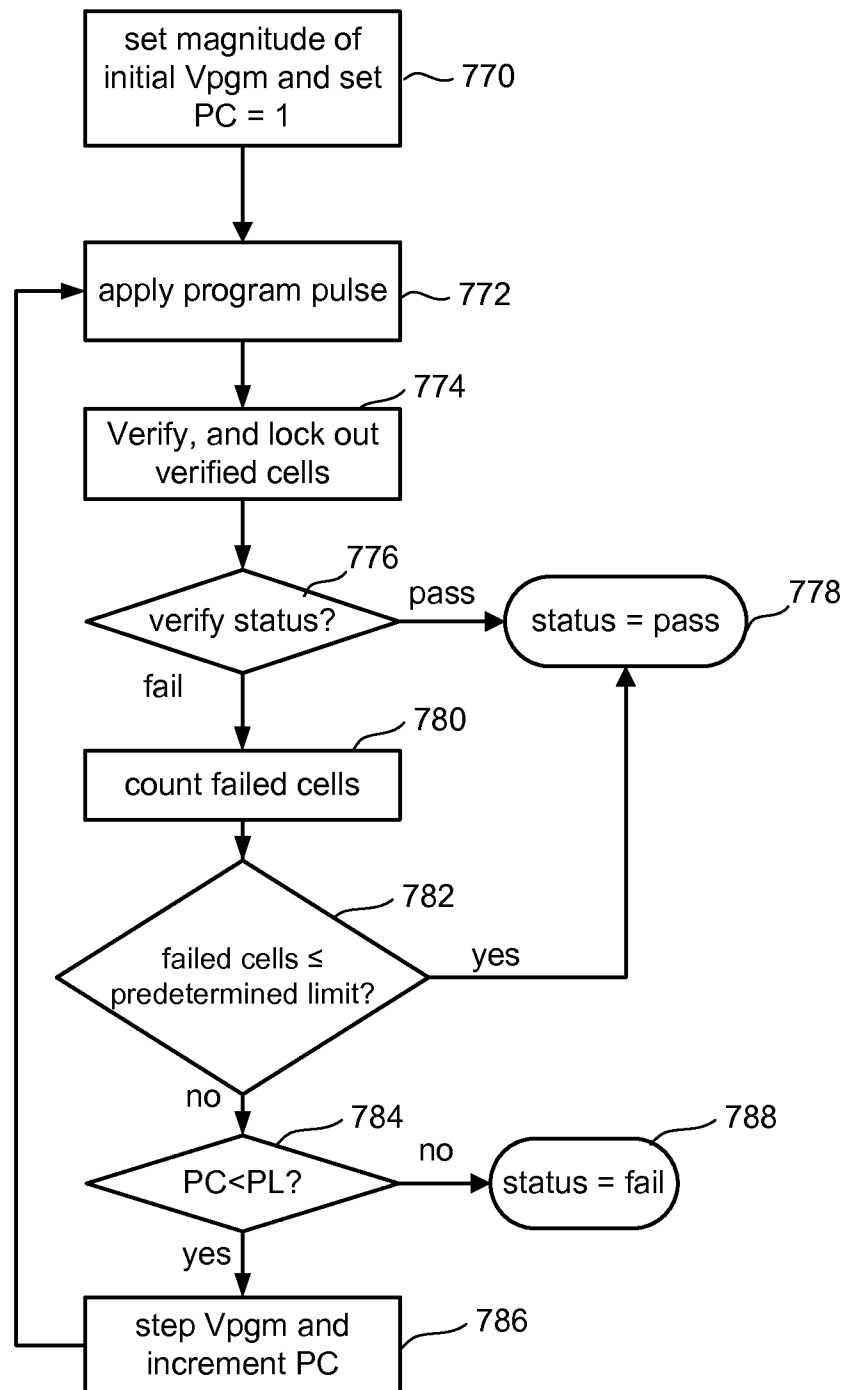 set magnitude of
initial Vpgm and set
PC = 1
770
apply program pulse
772
774
Verify, and lock out
verified cells
776
verify status?
pass
status = pass
778
fail
780
count failed cells
782
failed cells ≤
predetermined limit?
yes
no
784
PC<PL?
no
788
status = fail
yes
step Vpgm and
increment PC
786